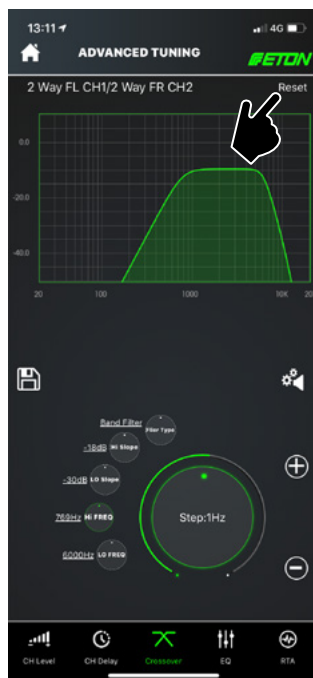 13:11 4G
ADVANCED TUNING ETON
2 Way FL CH1/2 Way FR CH2 Reset
0.0
-20.0
-40.0
20 100 1000 10K 20
Band Filter Filer Type
-18dB Hi Slope
-30dB LO Slope
769Hz Hi FREQ
6000Hz LO FREQ
Step:1Hz
CH Level CH Delay Crossover EQ RTA